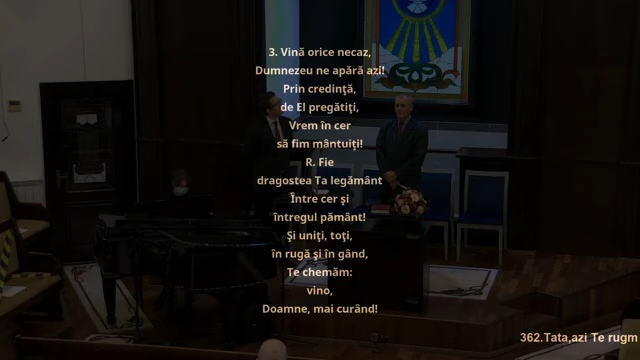 3. Vină orice necaz,
Dumnezeu ne apără azi!
Prin credinţă,
de El pregătiţi,
Vrem în cer
să fim mântuiţi!
R. Fie
dragostea Ta legământ
Între cer şi
întregul pământ!
Şi uniţi, toţi,
în rugă şi în gând,
Te chemăm:
vino,
Doamne, mai curând!
362.Tata,azi Te rugm